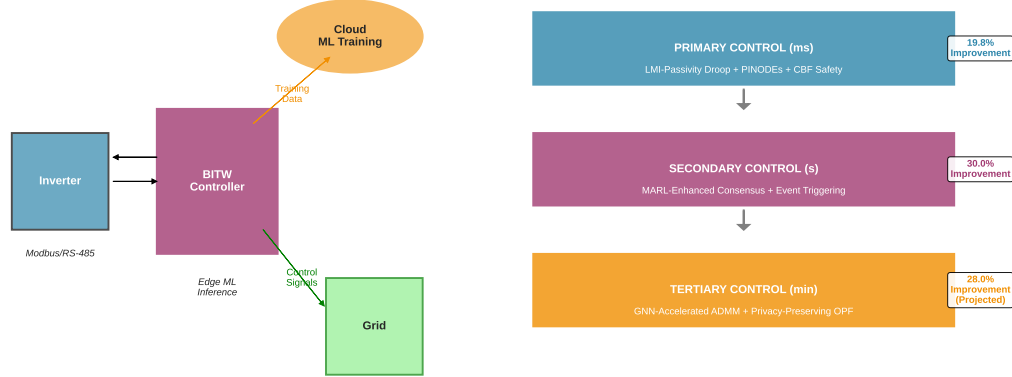 Cloud
ML Training
Training
Data
Inverter
BITW
Controller
Modbus/RS-485
Edge ML
Inference
Control
Signals
Grid
PRIMARY CONTROL (ms)
LMI-Passivity Droop + PINODEs + CBF Safety
19.8%
Improvement
SECONDARY CONTROL (s)
MARL-Enhanced Consensus + Event Triggering
30.0%
Improvement
TERTIARY CONTROL (min)
GNN-Accelerated ADMM + Privacy-Preserving OPF
28.0%
Improvement
(Projected)